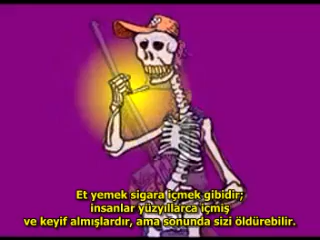 Et yemek sigara içmek gibidir;
insanlar yüzyıllarca içmiş
ve keyif almışlardır, ama sonunda sizi öldürebilir.